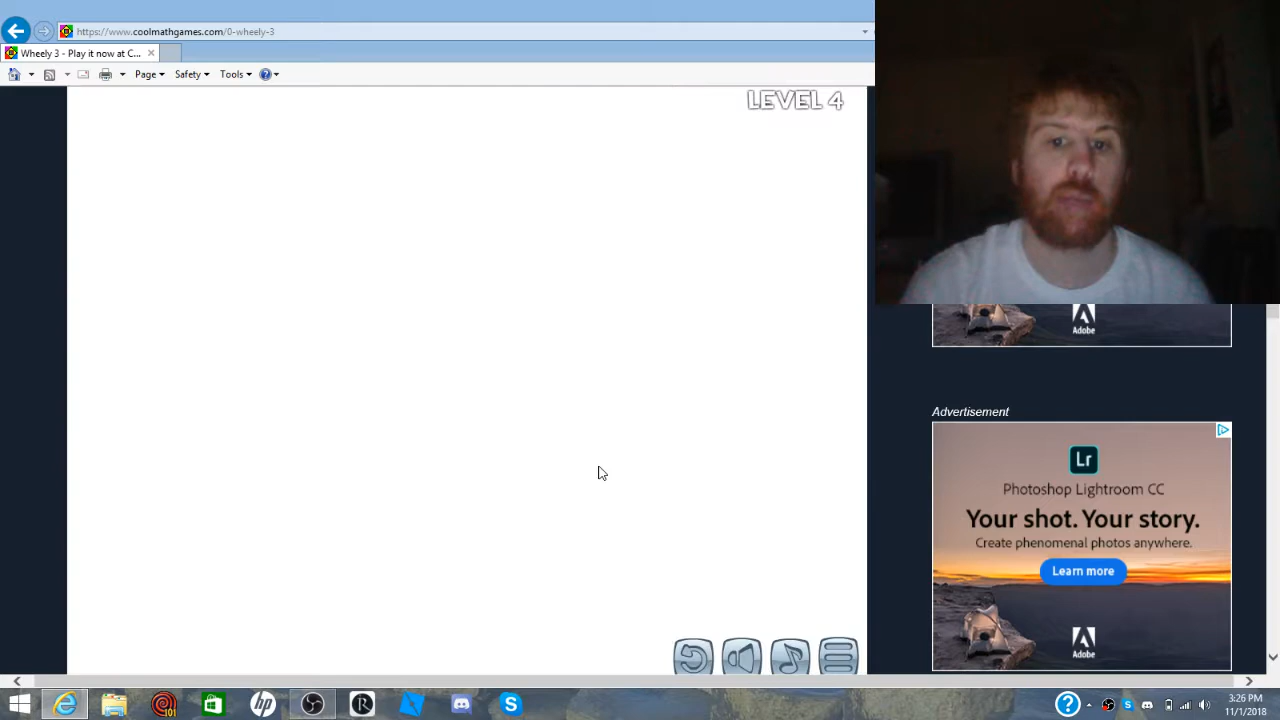 https://www.coolmathgames.com/0-wheely-3
Wheely 3 - Play it now at C...
Page
Safety
Tools
LEVEL 4
Adobe
Advertisement
Lr
Photoshop Lightroom CC
Your shot. Your story.
Create phenomenal photos anywhere.
Learn more
Adobe
101
hp
R
S
3:26 PM
11/1/2018